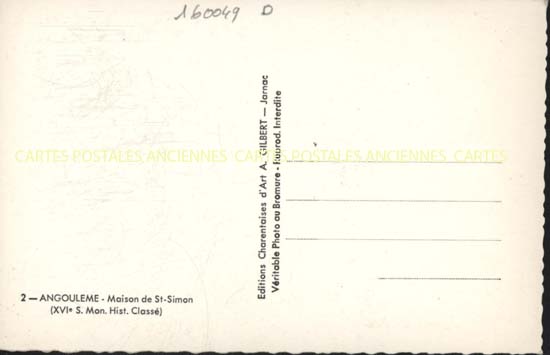 160049 D
Editions Charentaises d'Art A. GILBERT — Jarnac
Véritable Photo au Bromure - Reprod. Interdite
CARTES POSTALES ANCIENNES CARTES POSTALES ANCIENNES
2 — ANGOULEME - Maison de St-Simon
(XVIe S. Mon. Hist. Classé)